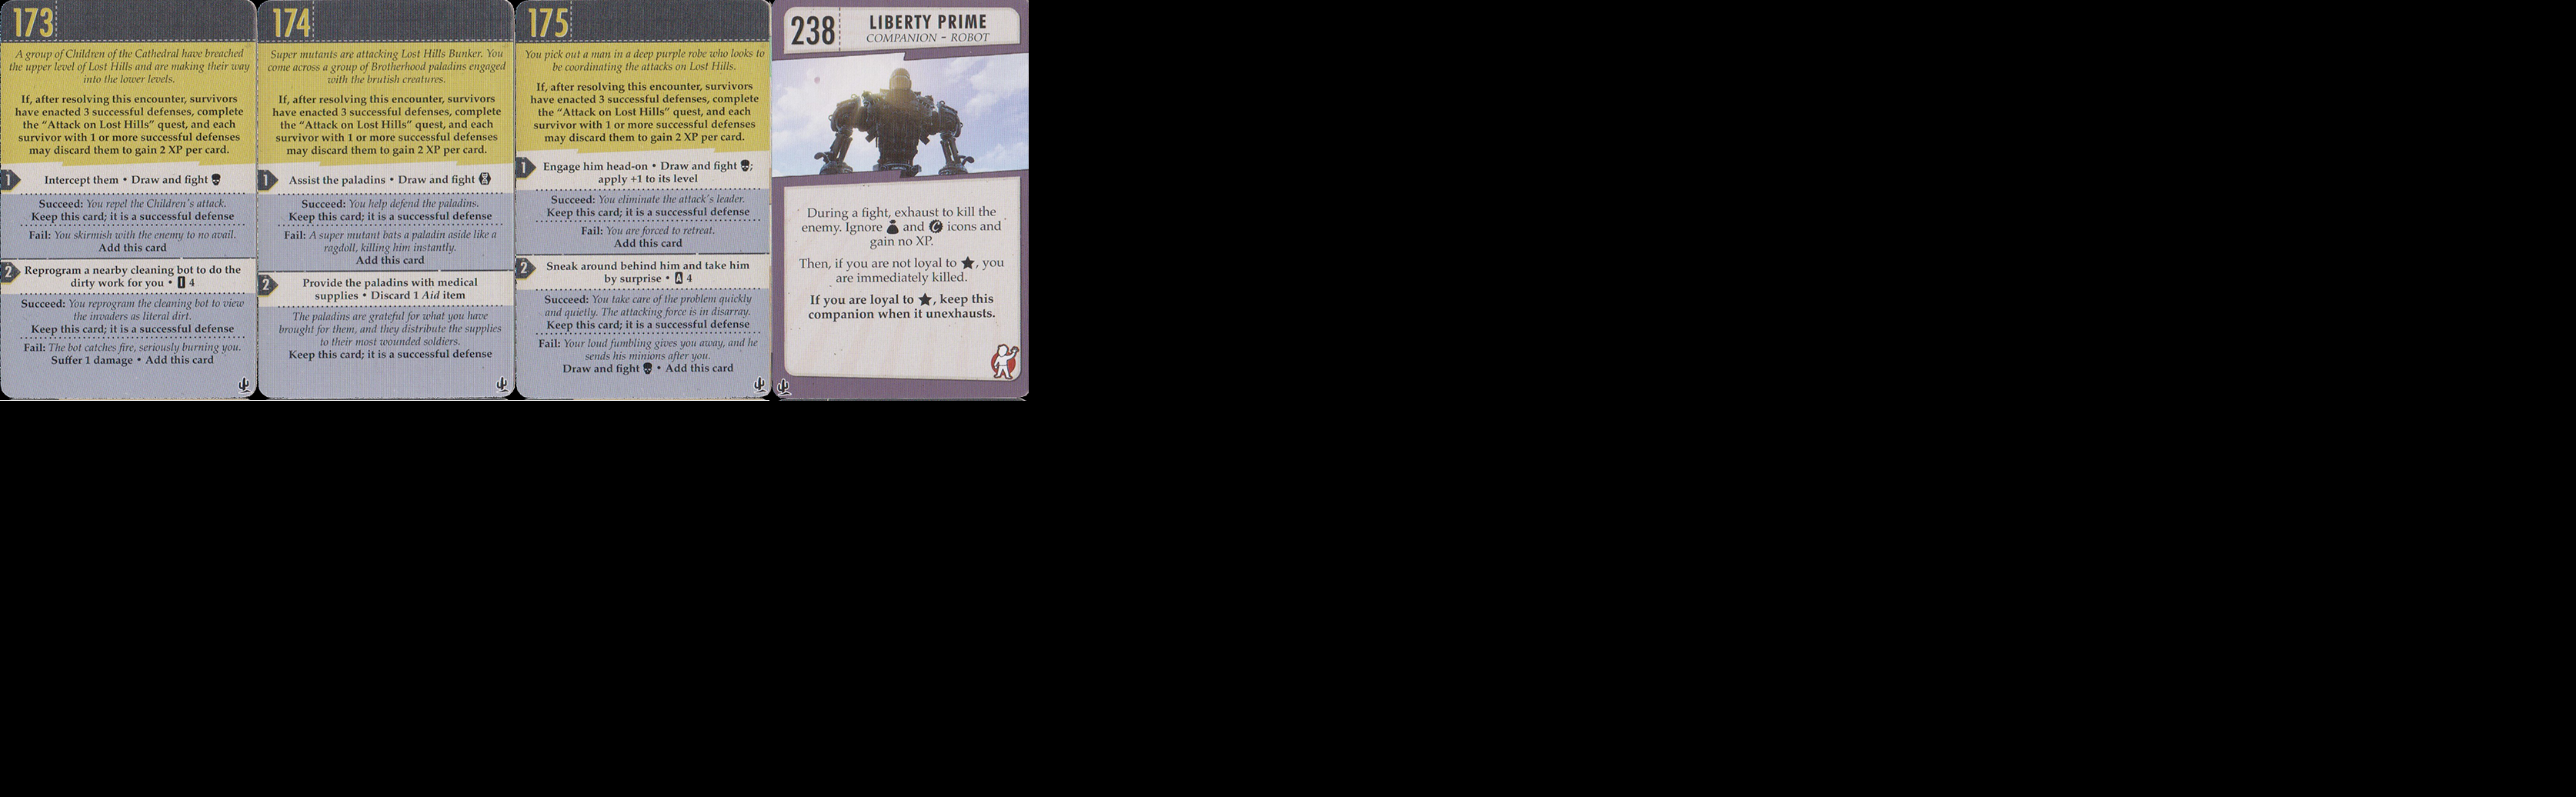 173
A group of Children of the Cathedral have breached
the upper level of Lost Hills and are making their way
into the lower levels.
If, after resolving this encounter, survivors
have enacted 3 successful defenses, complete
the “Attack on Lost Hills” quest, and each
survivor with 1 or more successful defenses
may discard them to gain 2 XP per card.
1
Intercept them • Draw and fight
Succeed: You repel the Children's attack.
Keep this card; it is a successful defense
Fail: You skirmish with the enemy to no avail.
Add this card
2
Reprogram a nearby cleaning bot to do the
dirty work for you • I 4
Succeed: You reprogram the cleaning bot to view
the invaders as literal dirt.
Keep this card; it is a successful defense
Fail: The bot catches fire, seriously burning you.
Suffer 1 damage • Add this card
174
Super mutants are attacking Lost Hills Bunker. You
come across a group of Brotherhood paladins engaged
with the brutish creatures.
If, after resolving this encounter, survivors
have enacted 3 successful defenses, complete
the “Attack on Lost Hills” quest, and each
survivor with 1 or more successful defenses
may discard them to gain 2 XP per card.
1
Assist the paladins • Draw and fight
Succeed: You help defend the paladins.
Keep this card; it is a successful defense
Fail: A super mutant bats a paladin aside like a
ragdoll, killing him instantly.
Add this card
2
Provide the paladins with medical
supplies • Discard 1 Aid item
The paladins are grateful for what you have
brought for them, and they distribute the supplies
to their most wounded soldiers.
Keep this card; it is a successful defense
175
You pick out a man in a deep purple robe who looks to
be coordinating the attacks on Lost Hills.
If, after resolving this encounter, survivors
have enacted 3 successful defenses, complete
the “Attack on Lost Hills” quest, and each
survivor with 1 or more successful defenses
may discard them to gain 2 XP per card.
1
Engage him head-on • Draw and fight ;
apply +1 to its level
Succeed: You eliminate the attack's leader.
Keep this card; it is a successful defense
Fail: You are forced to retreat.
Add this card
2
Sneak around behind him and take him
by surprise • A 4
Succeed: You take care of the problem quickly
and quietly. The attacking force is in disarray.
Keep this card; it is a successful defense
Fail: Your loud fumbling gives you away, and he
sends his minions after you.
Draw and fight • Add this card
238
LIBERTY PRIME
COMPANION – ROBOT
During a fight, exhaust to kill the
enemy. Ignore and C icons and
gain no XP.
Then, if you are not loyal to ★, you
are immediately killed.
If you are loyal to ★, keep this
companion when it unexhausts.